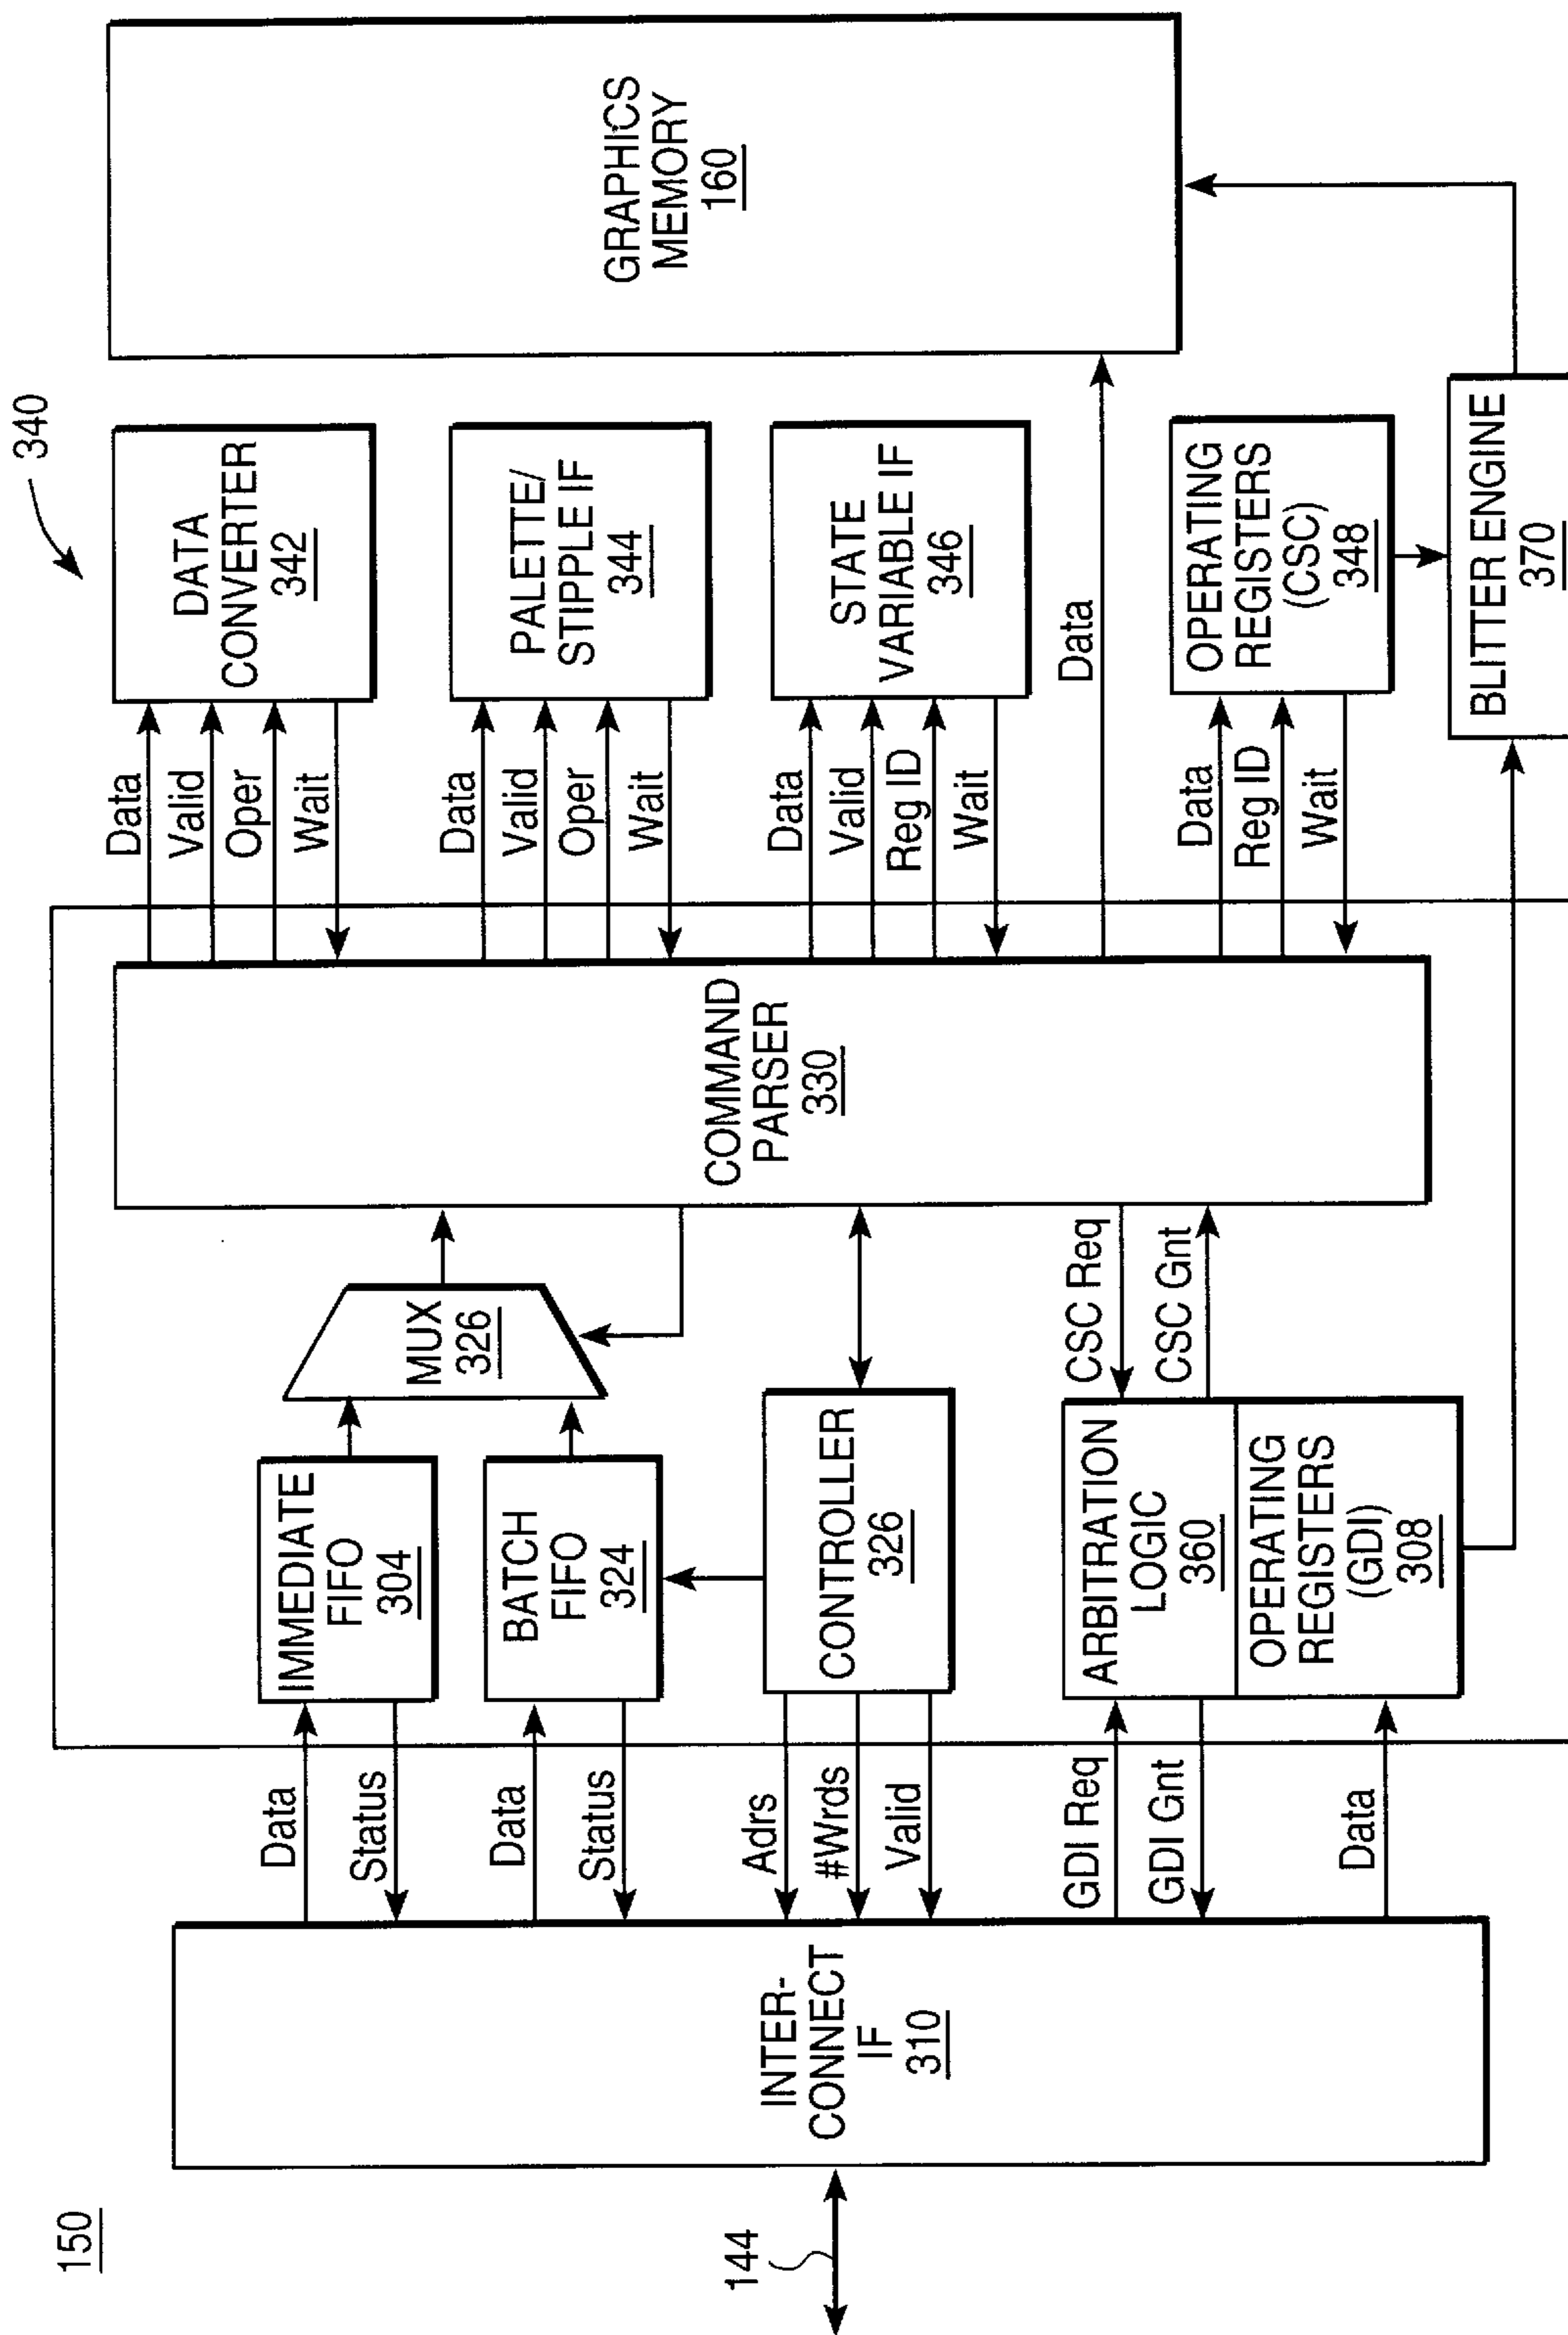 150
144
INTER-
CONNECT
IF
310
Data
Status
Data
Status
Adrs
#Wrds
Valid
GDI Req
GDI Gnt
Data
IMMEDIATE
FIFO
304
BATCH
FIFO
324
CONTROLLER
326
ARBITRATION
LOGIC
360
OPERATING
REGISTERS
(GDI)
308
MUX
326
CSC Req
CSC Gnt
COMMAND
PARSER
330
Data
Valid
Oper
Wait
Data
Valid
Oper
Wait
Data
Valid
Reg ID
Wait
Data
Data
Reg ID
Wait
340
DATA
CONVERTER
342
PALETTE/
STIPPLE IF
344
STATE
VARIABLE IF
346
OPERATING
REGISTERS
(CSC)
348
BLITTER ENGINE
370
GRAPHICS
MEMORY
160